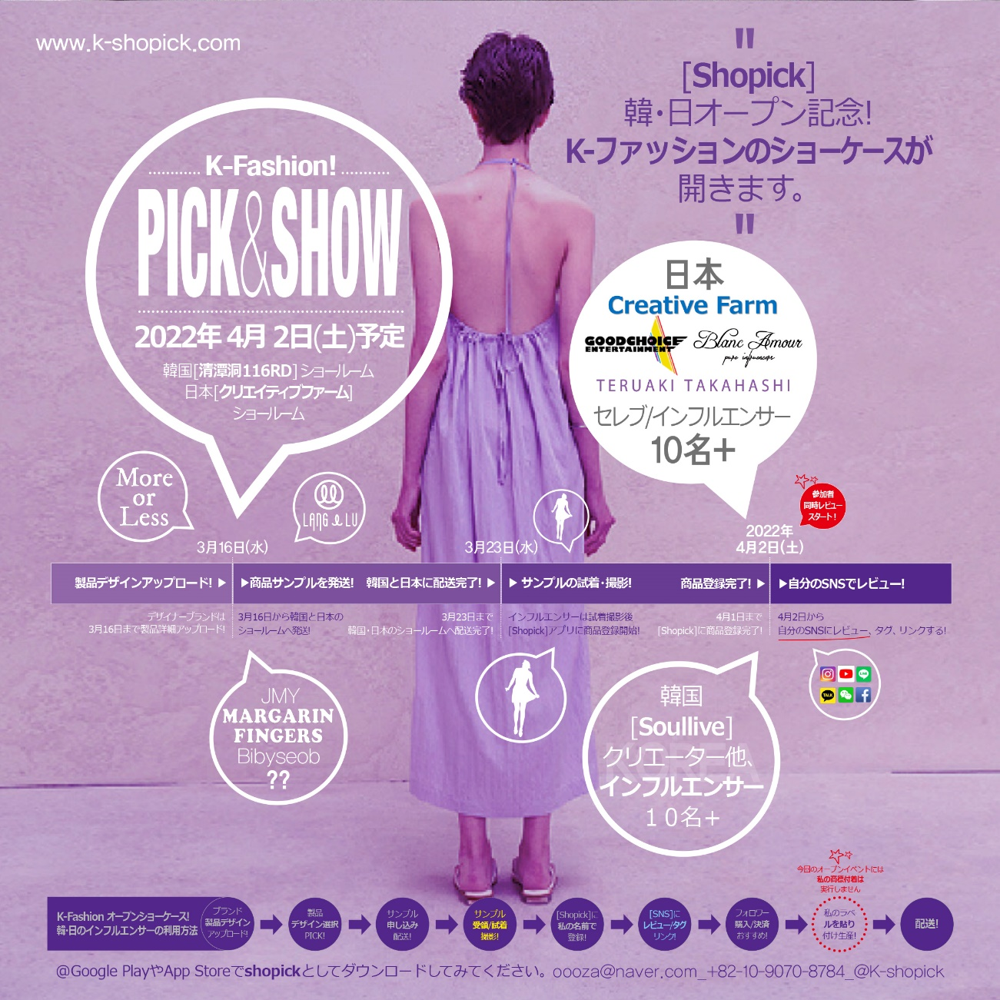 www.k-shopick.com
"
[Shopick]
韓・日オープン記念!
K-ファッションのショーケースが
開きます。
"
K-Fashion!
PICK&SHOW
2022年 4月 2日(土)予定
韓国[清潭洞116RD] ショールーム
日本[クリエイティブファーム]
ショールーム
日本
Creative Farm
GOODCHOICE
ENTERTAINMENT
Blanc Amour
pure influencers
TERUAKI TAKAHASHI
セレブ/インフルエンサー
10名+
More
or
Less
LANG & LU
参加者
同時レビュー
スタート!
3月16日(水)
3月23日(水)
2022年
4月2日(土)
製品デザインアップロード! ▶
▶商品サンプルを発送!
韓国と日本に配送完了! ▶
▶ サンプルの試着・撮影!
商品登録完了! ▶
▶自分のSNSでレビュー!
デザイナーブランドは
3月16日まで製品詳細アップロード!
3月16日から韓国と日本の
ショールームへ発送!
3月23日まで
韓国・日本のショールームへ配送完了!
インフルエンサーは試着撮影後
[Shopick]アプリに商品登録開始!
4月1日まで
[Shopick]に商品登録完了!
4月2日から
自分のSNSにレビュー、タグ、リンクする!
JMY
MARGARIN
FINGERS
Bibyseob
??
韓国
[Soullive]
クリエーター他、
インフルエンサー
10名+
LINE
TALK
今回のオープンイベントには
私の商標付着は
実行しません
K-Fashion オープンショーケース!
韓・日のインフルエンサーの利用方法
ブランド
製品デザイン
アップロード!
製品
デザイン選択
PICK!
サンプル
申し込み
配送!
サンプル
受領/試着
撮影!
[Shopick]に
私の名前で
登録!
[SNS]に
レビュー/タグ
リンク!
フォロワー
購入/決済
おすすめ!
私のラベ
ルを貼り
付け生産!
配送!
@Google PlayやApp Storeでshopickとしてダウンロードしてみてください。oooza@naver.com_+82-10-9070-8784_@K-shopick